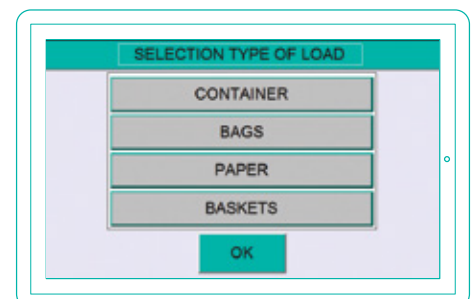 SELECTION TYPE OF LOAD
CONTAINER
BAGS
PAPER
BASKETS
OK